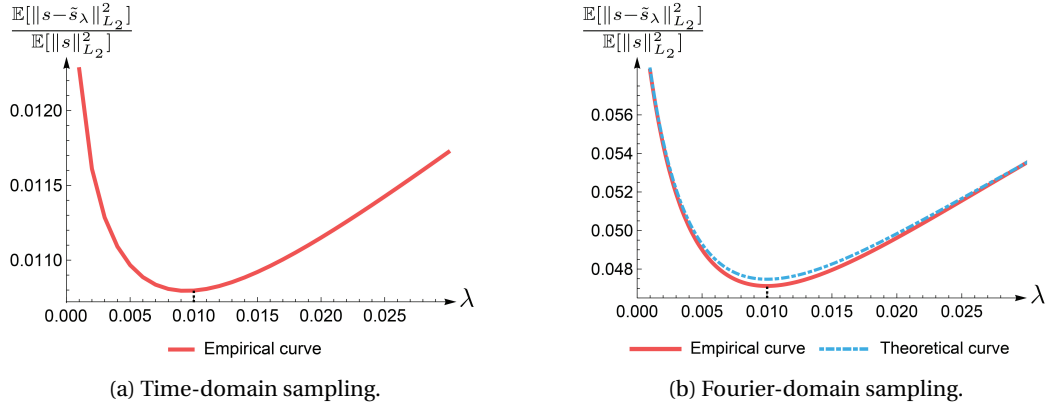 E[‖s−s̃_λ‖²_{L₂}]
E[‖s‖²_{L₂}]
0.0120
0.0115
0.0110
0.000 0.005 0.010 0.015 0.020 0.025 λ
Empirical curve
(a) Time-domain sampling.
E[‖s−s̃_λ‖²_{L₂}]
E[‖s‖²_{L₂}]
0.056
0.054
0.052
0.050
0.048
0.000 0.005 0.010 0.015 0.020 0.025 λ
Empirical curve Theoretical curve
(b) Fourier-domain sampling.